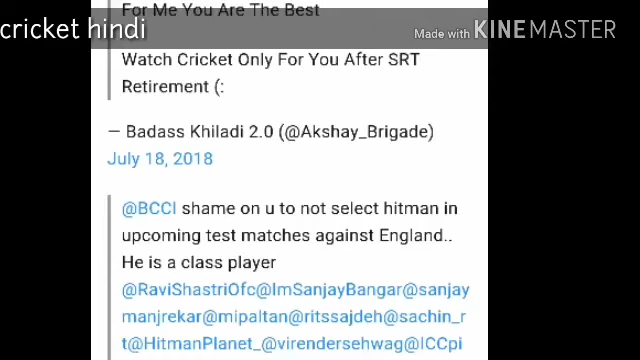 For Me You Are The Best
cricket hindi
Made with KINEMASTER
Watch Cricket Only For You After SRT
Retirement (:
— Badass Khiladi 2.0 (@Akshay_Brigade)
July 18, 2018
@BCCI shame on u to not select hitman in
upcoming test matches against England..
He is a class player
@RaviShastriOfc@ImSanjayBangar@sanjay
manjrekar@mipaltan@ritssajdeh@sachin_r
t@HitmanPlanet_@virendersehwag@ICCpi